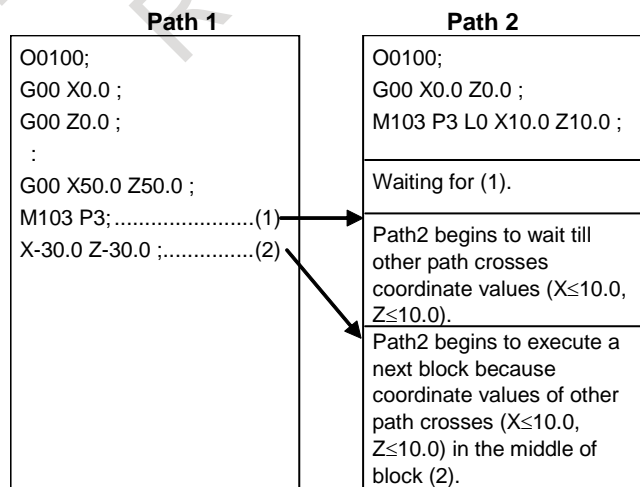 Path 1
O0100;
G00 X0.0 ;
G00 Z0.0 ;
:
G00 X50.0 Z50.0 ;
M103 P3; .......................(1)
X-30.0 Z-30.0 ;...............(2)
Path 2
O0100;
G00 X0.0 Z0.0 ;
M103 P3 L0 X10.0 Z10.0 ;
Waiting for (1).
Path2 begins to wait till
other path crosses
coordinate values (X≤10.0,
Z≤10.0).
Path2 begins to execute a
next block because
coordinate values of other
path crosses (X≤10.0,
Z≤10.0) in the middle of
block (2).